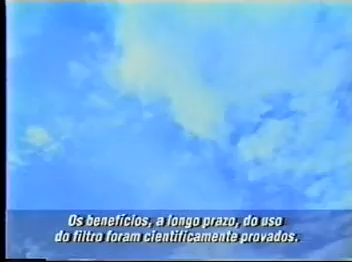 Os benefícios, a longo prazo, do uso
do filtro foram cientificamente provados.